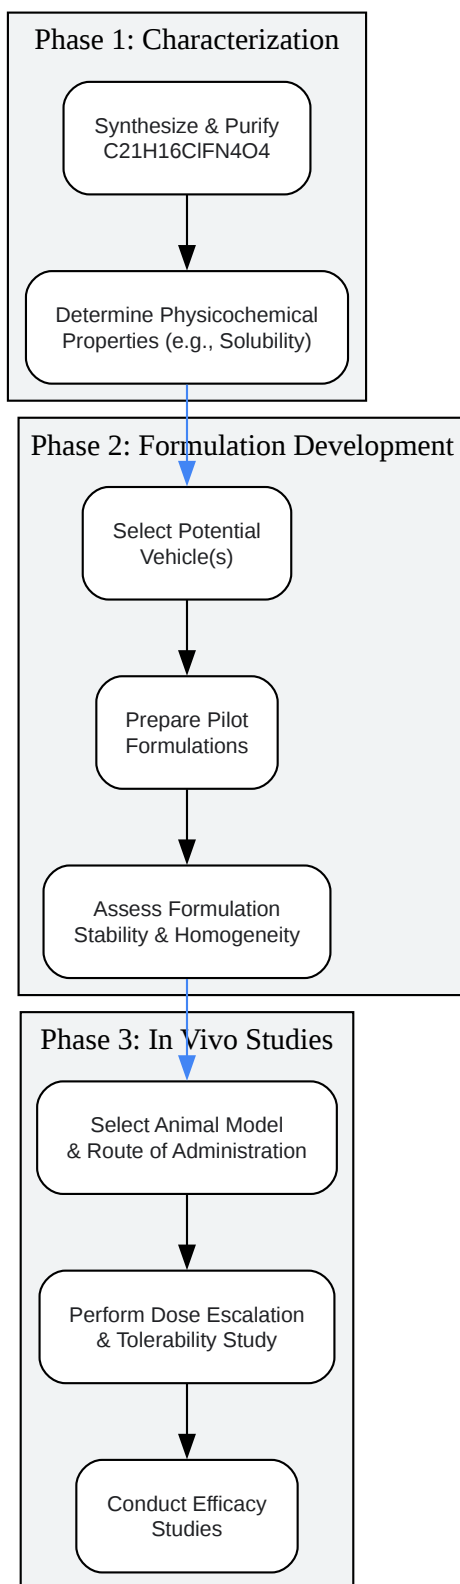 Phase 1: Characterization
Synthesize & Purify
C21H16ClFN4O4
Determine Physicochemical
Properties (e.g., Solubility)
Phase 2: Formulation Development
Select Potential
Vehicle(s)
Prepare Pilot
Formulations
Assess Formulation
Stability & Homogeneity
Phase 3: In Vivo Studies
Select Animal Model
& Route of Administration
Perform Dose Escalation
& Tolerability Study
Conduct Efficacy
Studies